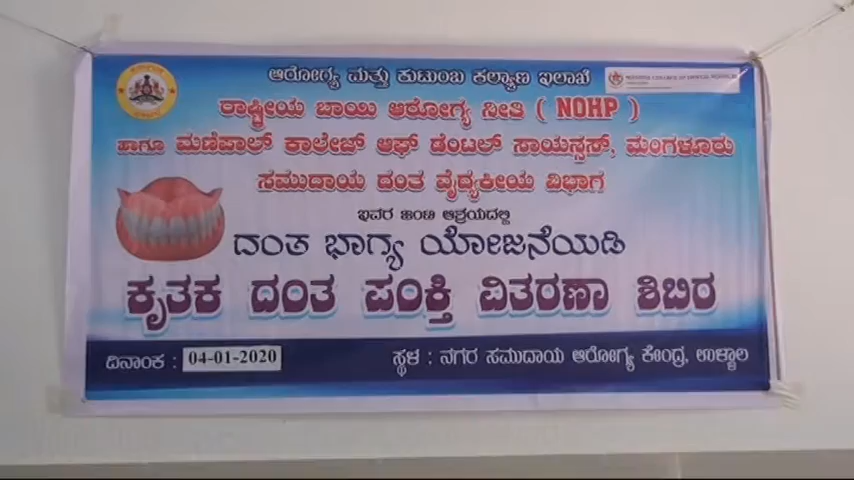 ಆರೋಗ್ಯ ಮತ್ತು ಕುಟುಂಬ ಕಲ್ಯಾಣ ಇಲಾಖೆ
ರಾಷ್ಟ್ರೀಯ ಬಾಯಿ ಆರೋಗ್ಯ ನೀತಿ ( NOHP )
ಹಾಗೂ ಮಣಿಪಾಲ್ ಕಾಲೇಜ್ ಆಫ್ ಡೆಂಟಲ್ ಸಾಯನ್ಸಸ್, ಮಂಗಳೂರು
ಸಮುದಾಯ ದಂತ ವೈದ್ಯಕೀಯ ವಿಭಾಗ
ಇವರ ಜಂಟಿ ಆಶ್ರಯದಲ್ಲಿ
ದಂತ ಭಾಗ್ಯ ಯೋಜನೆಯಡಿ
ಕೃತಕ ದಂತ ಪಂಕ್ತಿ ವಿತರಣಾ ಶಿಬಿರ
ದಿನಾಂಕ : 04-01-2020
ಸ್ಥಳ : ನಗರ ಸಮುದಾಯ ಆರೋಗ್ಯ ಕೇಂದ್ರ, ಉಳ್ಳಾಲ